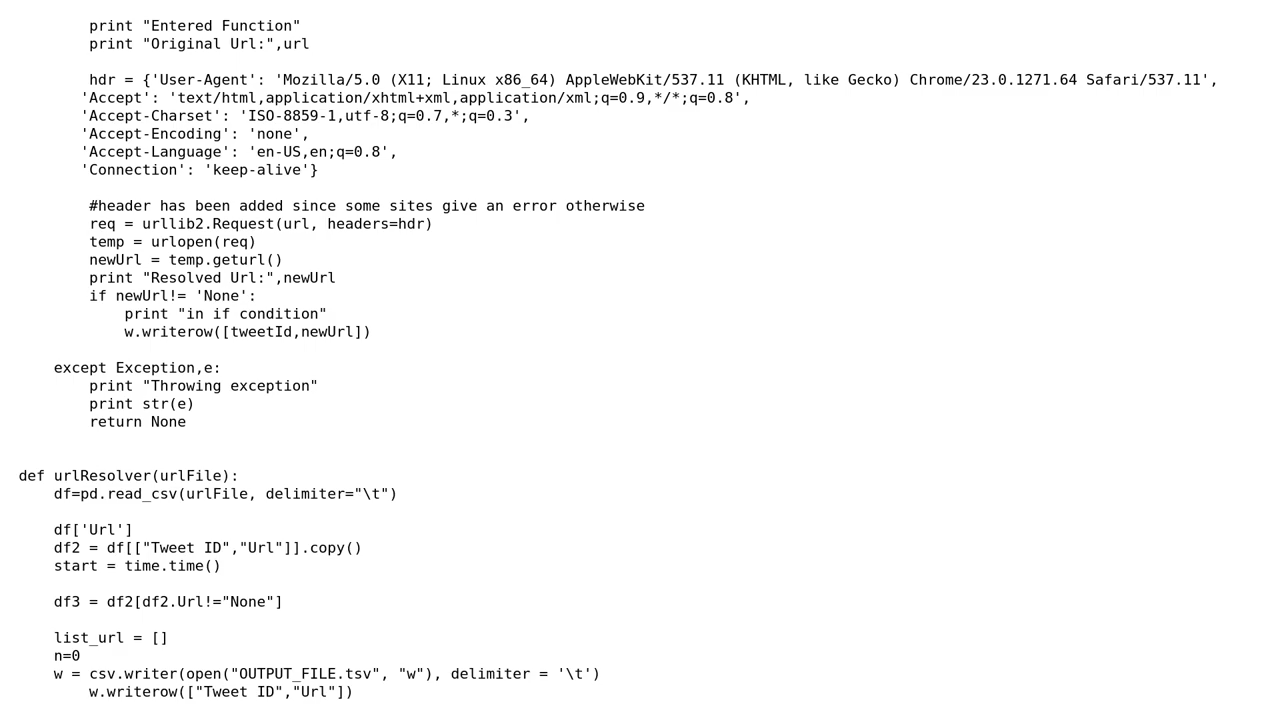 print "Entered Function"
        print "Original Url:",url

        hdr = {'User-Agent': 'Mozilla/5.0 (X11; Linux x86_64) AppleWebKit/537.11 (KHTML, like Gecko) Chrome/23.0.1271.64 Safari/537.11',
       'Accept': 'text/html,application/xhtml+xml,application/xml;q=0.9,*/*;q=0.8',
       'Accept-Charset': 'ISO-8859-1,utf-8;q=0.7,*;q=0.3',
       'Accept-Encoding': 'none',
       'Accept-Language': 'en-US,en;q=0.8',
       'Connection': 'keep-alive'}

        #header has been added since some sites give an error otherwise
        req = urllib2.Request(url, headers=hdr)
        temp = urlopen(req)
        newUrl = temp.geturl()
        print "Resolved Url:",newUrl
        if newUrl!= 'None':
            print "in if condition"
            w.writerow([tweetId,newUrl])

    except Exception,e:
        print "Throwing exception"
        print str(e)
        return None


def urlResolver(urlFile):
    df=pd.read_csv(urlFile, delimiter="\t")

    df['Url']
    df2 = df[["Tweet ID","Url"]].copy()
    start = time.time()

    df3 = df2[df2.Url!="None"]

    list_url = []
    n=0
    w = csv.writer(open("OUTPUT_FILE.tsv", "w"), delimiter = '\t')
        w.writerow(["Tweet ID","Url"])